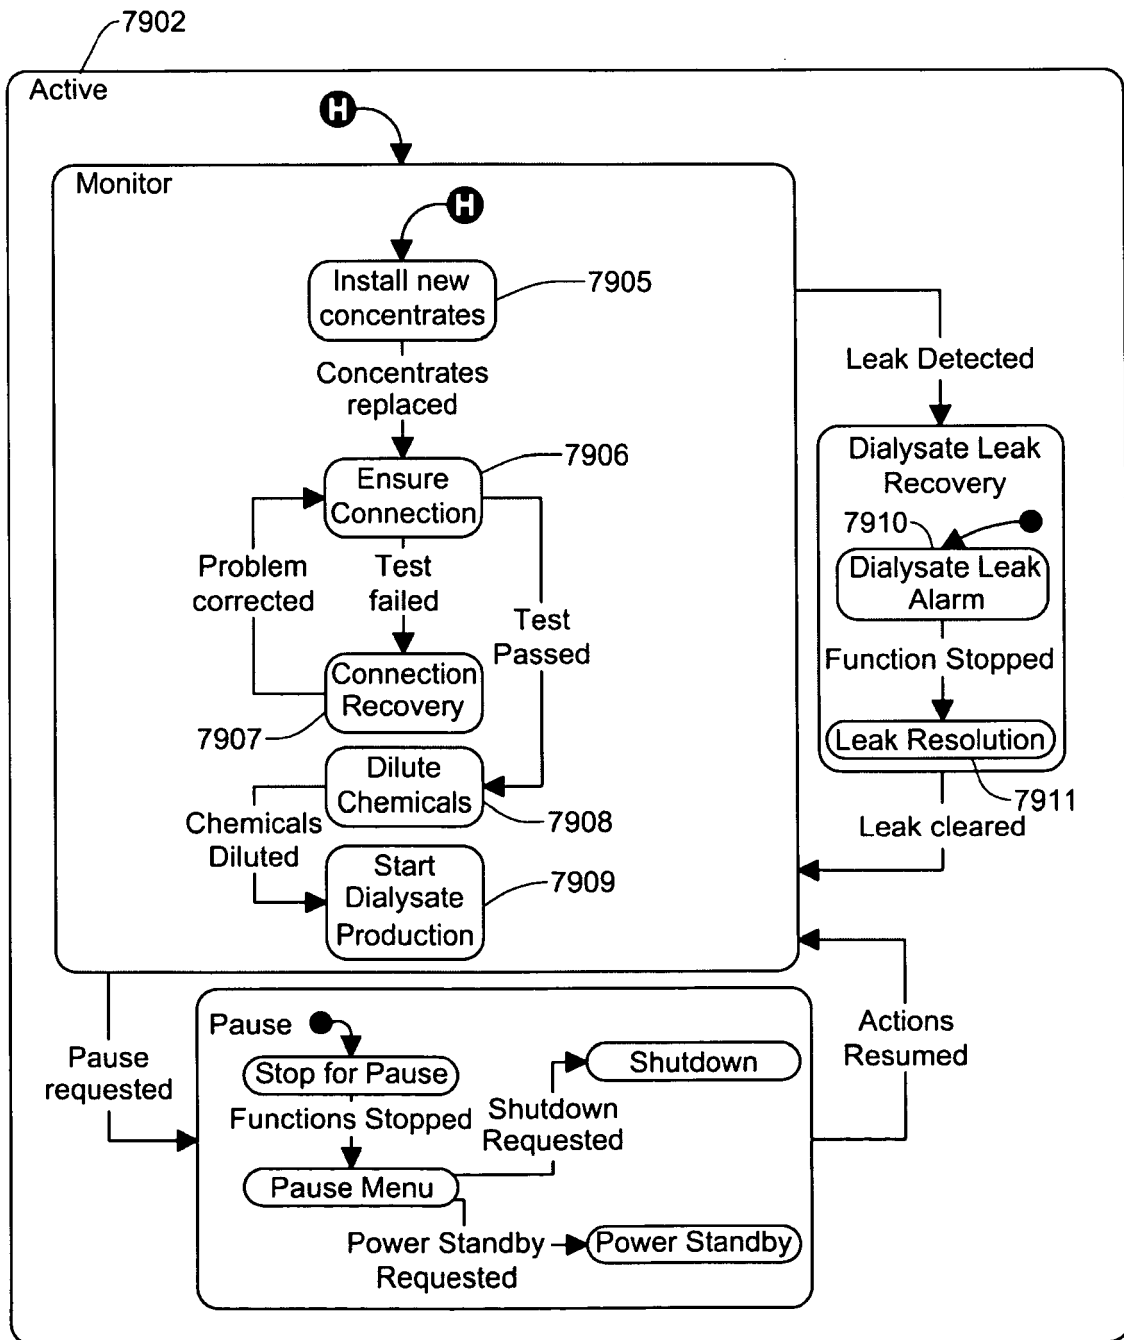 7902
Active
H
Monitor
H
Install new
concentrates
7905
Concentrates
replaced
Leak Detected
7906
Ensure
Connection
Dialysate Leak
Recovery
7910
Problem
corrected
Test
failed
Dialysate Leak
Alarm
Test
Passed
Function Stopped
Connection
Recovery
7907
Leak Resolution
Dilute
Chemicals
7908
7911
Chemicals
Diluted
Leak cleared
Start
Dialysate
Production
7909
Pause
requested
Pause
Stop for Pause
Shutdown
Actions
Resumed
Functions Stopped
Shutdown
Requested
Pause Menu
Power Standby
Requested
Power Standby